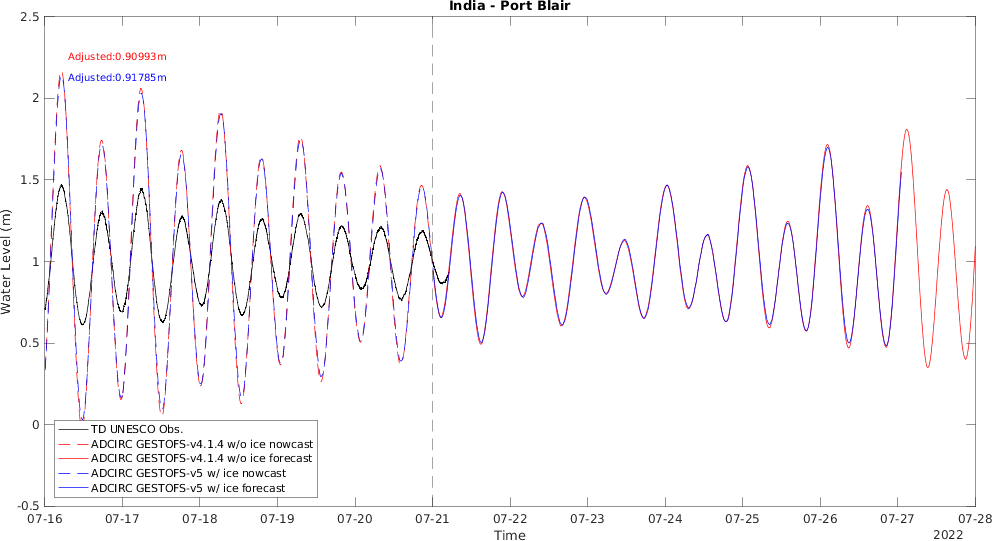 India - Port Blair
Adjusted:0.90993m
Adjusted:0.91785m
2.5
2
1.5
1
0.5
0
-0.5
Water Level (m)
TD UNESCO Obs.
ADCIRC GESTOFS-v4.1.4 w/o ice nowcast
ADCIRC GESTOFS-v4.1.4 w/o ice forecast
ADCIRC GESTOFS-v5 w/ ice nowcast
ADCIRC GESTOFS-v5 w/ ice forecast
07-16 07-17 07-18 07-19 07-20 07-21 07-22 07-23 07-24 07-25 07-26 07-27 07-28
Time
2022